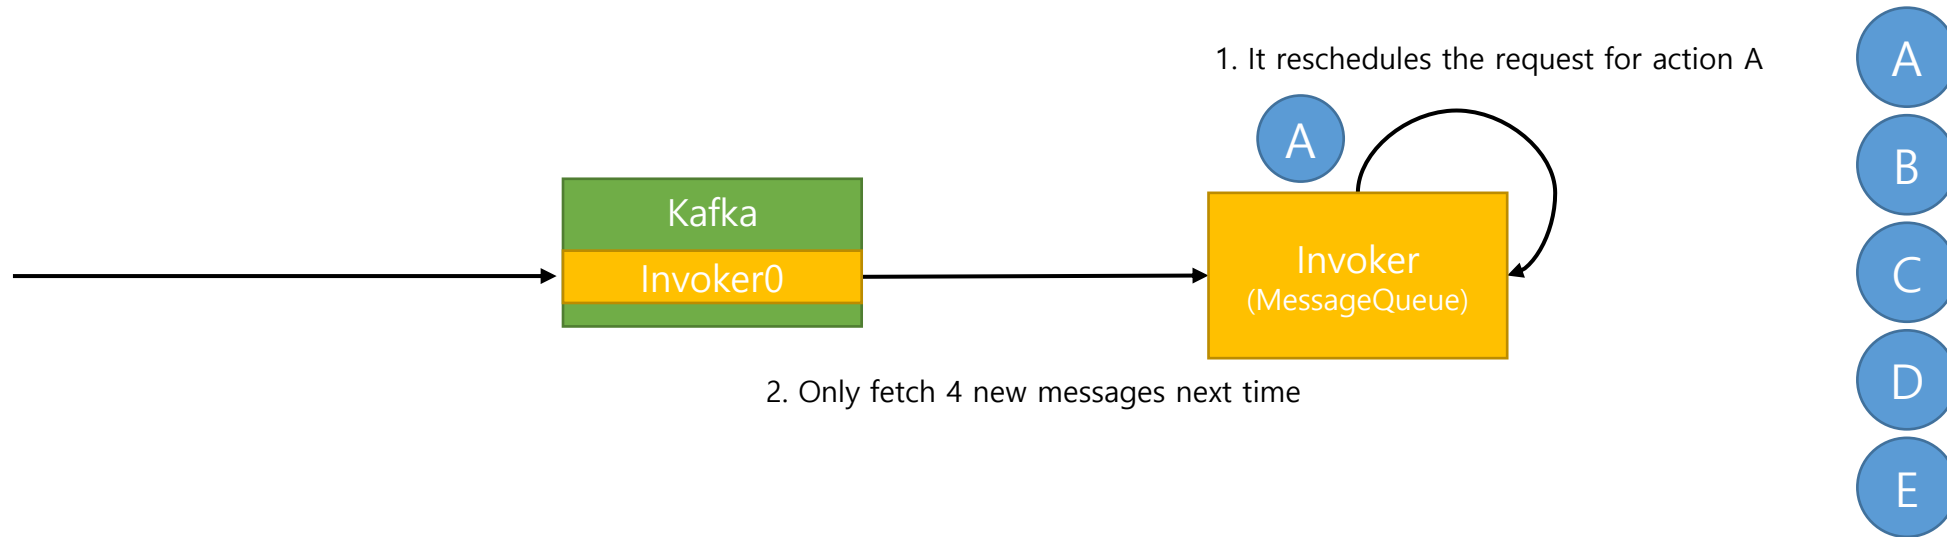 1. It reschedules the request for action A
A
Kafka
Invoker0
Invoker
(MessageQueue)
2. Only fetch 4 new messages next time
A
B
C
D
E